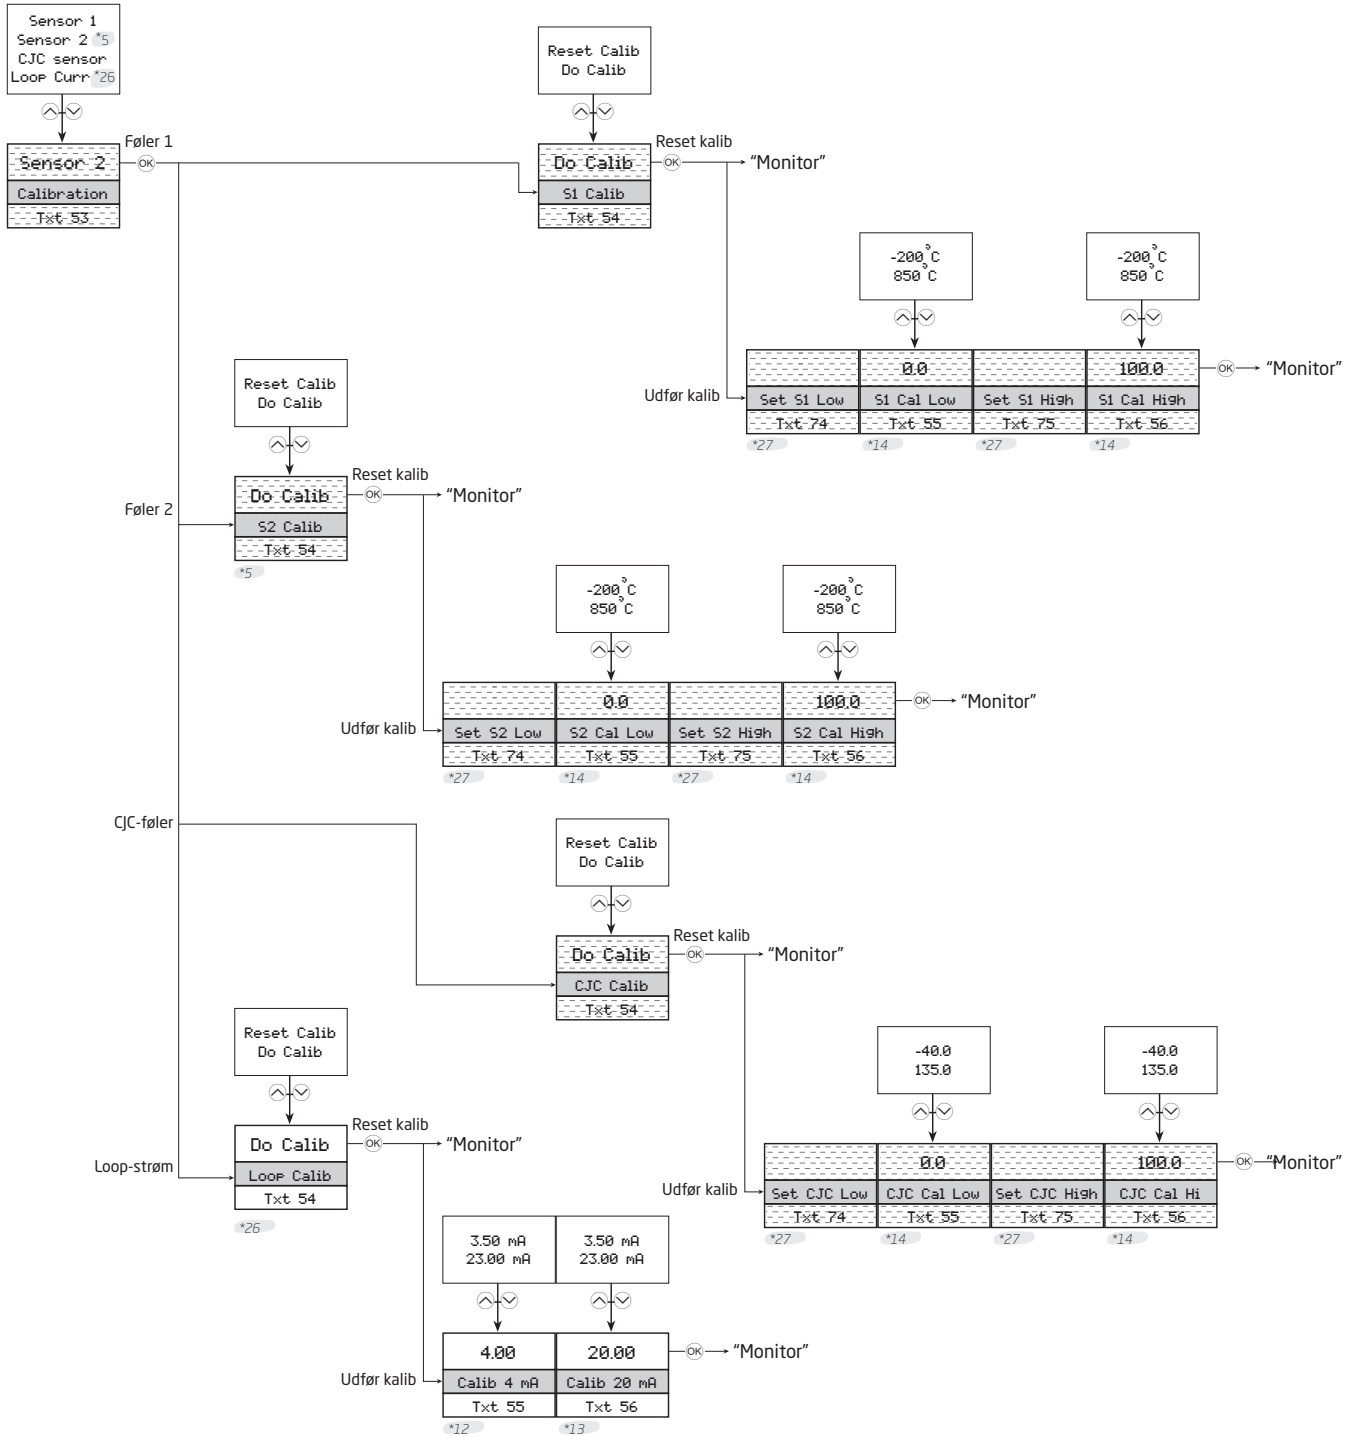 Sensor 1
Sensor 2 *5
CJC sensor
Loop Curr *26
Sensor 2
Calibration
Txt 53
Føler 1
OK
Reset Calib
Do Calib
Do Calib
S1 Calib
Txt 54
Reset kalib
OK
"Monitor"
-200°C
850°C
-200°C
850°C
Udfør kalib
0.0
100.0
Set S1 Low
S1 Cal Low
Set S1 High
S1 Cal High
Txt 74
Txt 55
Txt 75
Txt 56
*27
*14
*27
*14
OK
"Monitor"
Føler 2
Reset Calib
Do Calib
Do Calib
S2 Calib
Txt 54
*5
Reset kalib
OK
"Monitor"
-200°C
850°C
-200°C
850°C
Udfør kalib
0.0
100.0
Set S2 Low
S2 Cal Low
Set S2 High
S2 Cal High
Txt 74
Txt 55
Txt 75
Txt 56
*27
*14
*27
*14
OK
"Monitor"
CJC-føler
Reset Calib
Do Calib
Do Calib
CJC Calib
Txt 54
Reset kalib
OK
"Monitor"
-40.0
135.0
-40.0
135.0
Udfør kalib
0.0
100.0
Set CJC Low
CJC Cal Low
Set CJC High
CJC Cal Hi
Txt 74
Txt 55
Txt 75
Txt 56
*27
*14
*27
*14
OK
"Monitor"
Loop-strøm
Reset Calib
Do Calib
Do Calib
Loop Calib
Txt 54
*26
Reset kalib
OK
"Monitor"
3.50 mA
23.00 mA
3.50 mA
23.00 mA
Udfør kalib
4.00
20.00
Calib 4 mA
Calib 20 mA
Txt 55
Txt 56
*12
*13
OK
"Monitor"